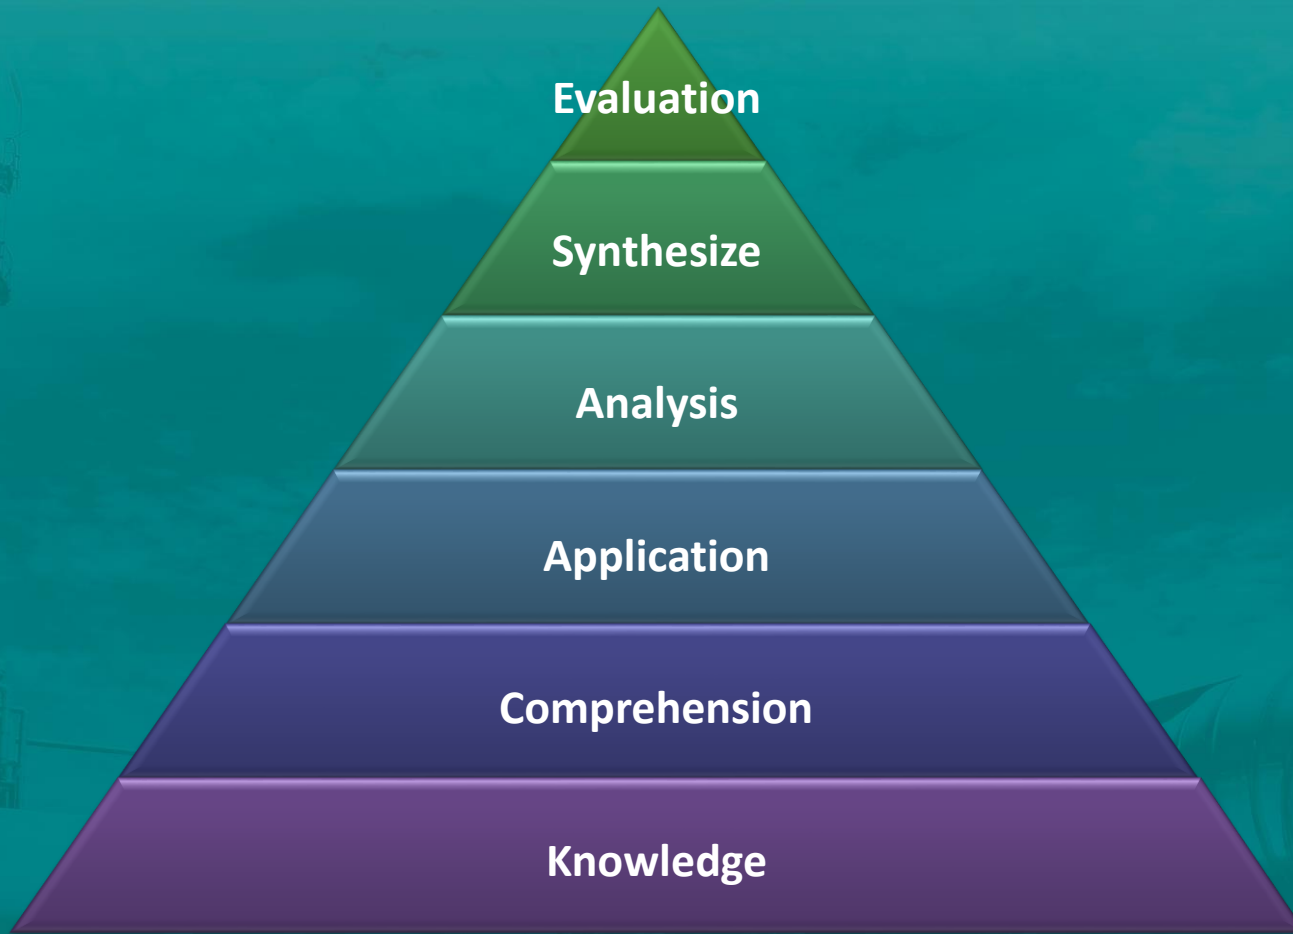 Evaluation
Synthesize
Analysis
Application
Comprehension
Knowledge